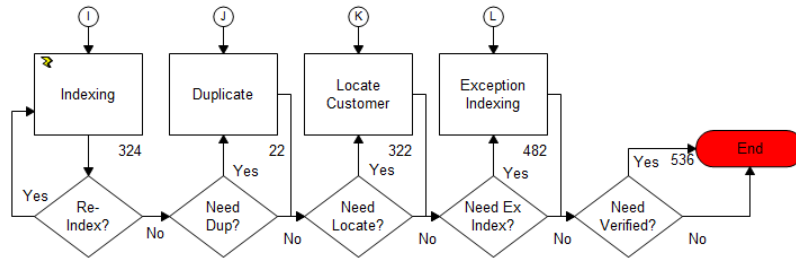 I
J
K
L
Indexing
Duplicate
Locate
Customer
Exception
Indexing
324
22
322
482
Yes
Yes
Yes
Yes
Yes
536
End
Re-
Index?
Need
Dup?
Need
Locate?
Need Ex
Index?
Need
Verified?
No
No
No
No
No